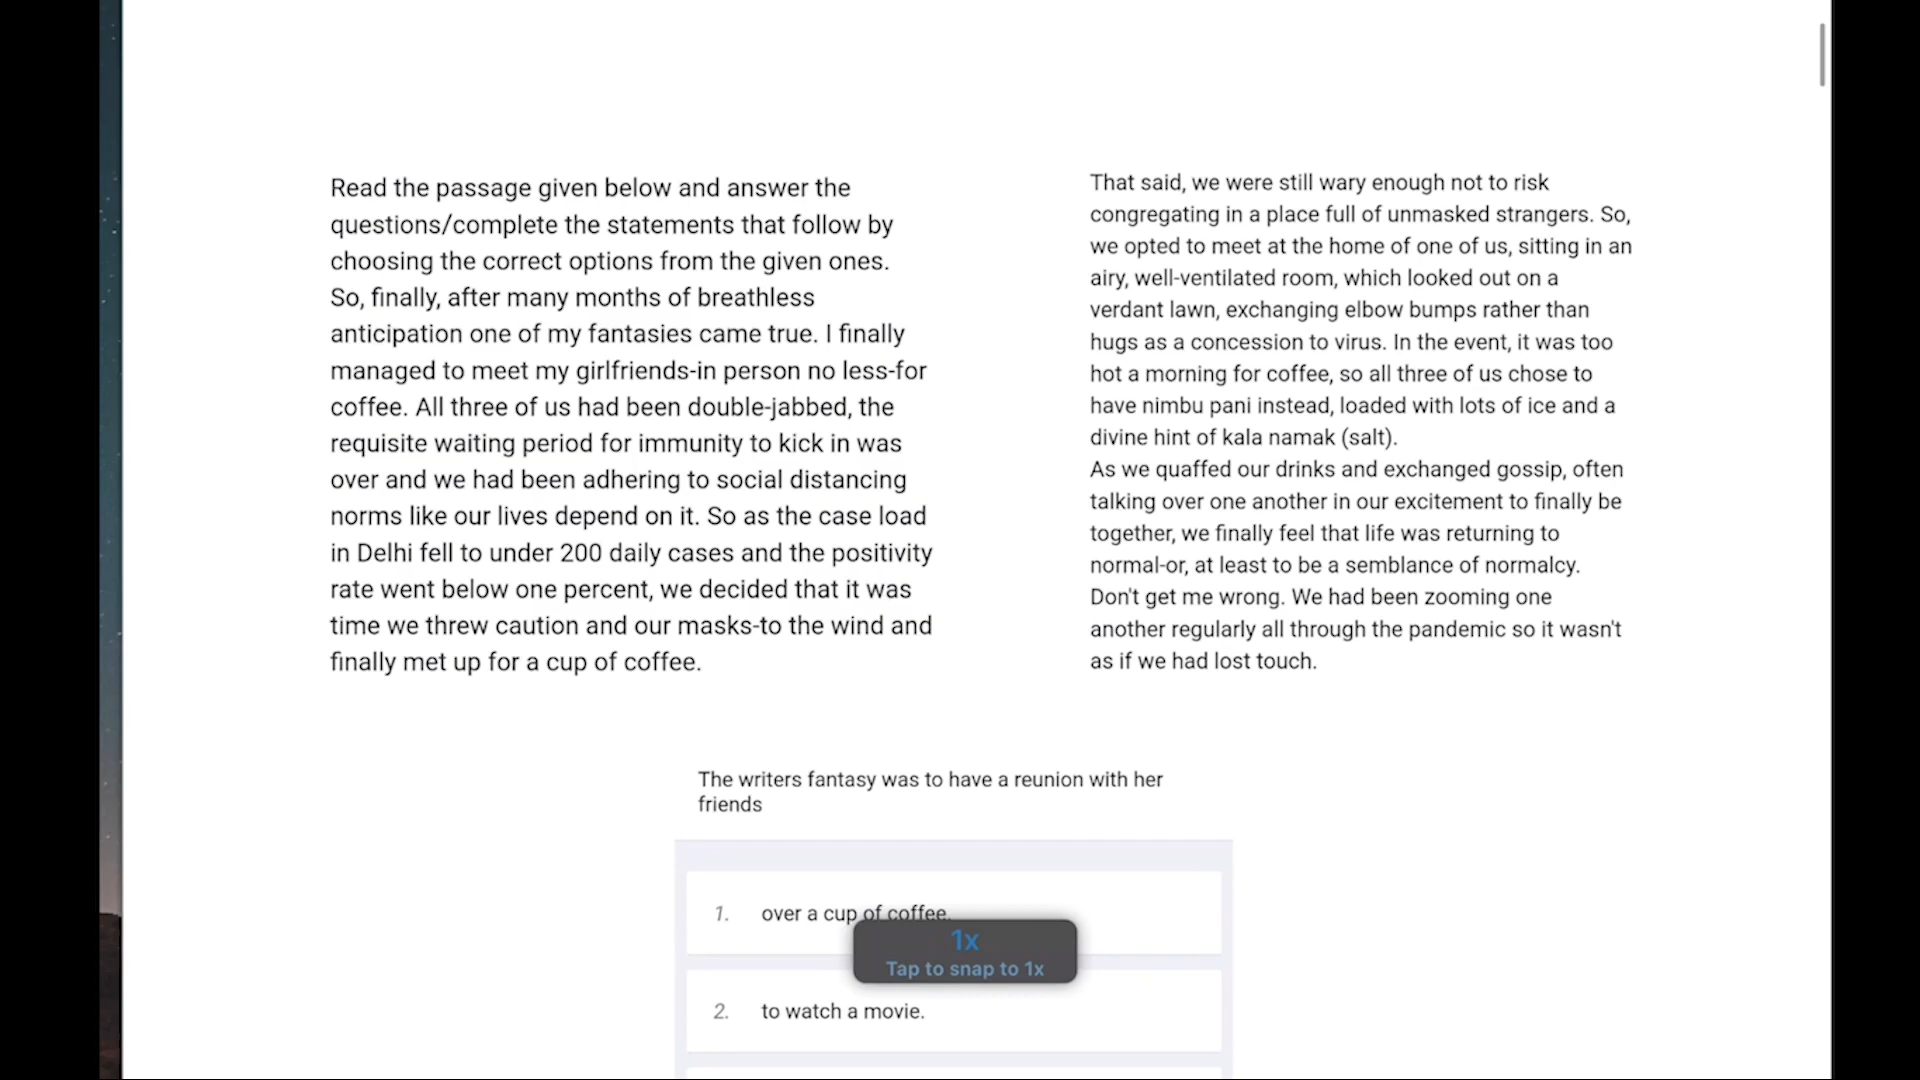 Read the passage given below and answer the
questions/complete the statements that follow by
choosing the correct options from the given ones.
So, finally, after many months of breathless
anticipation one of my fantasies came true. I finally
managed to meet my girlfriends-in person no less-for
coffee. All three of us had been double-jabbed, the
requisite waiting period for immunity to kick in was
over and we had been adhering to social distancing
norms like our lives depend on it. So as the case load
in Delhi fell to under 200 daily cases and the positivity
rate went below one percent, we decided that it was
time we threw caution and our masks-to the wind and
finally met up for a cup of coffee.
That said, we were still wary enough not to risk
congregating in a place full of unmasked strangers. So,
we opted to meet at the home of one of us, sitting in an
airy, well-ventilated room, which looked out on a
verdant lawn, exchanging elbow bumps rather than
hugs as a concession to virus. In the event, it was too
hot a morning for coffee, so all three of us chose to
have nimbu pani instead, loaded with lots of ice and a
divine hint of kala namak (salt).
As we quaffed our drinks and exchanged gossip, often
talking over one another in our excitement to finally be
together, we finally feel that life was returning to
normal-or, at least to be a semblance of normalcy.
Don't get me wrong. We had been zooming one
another regularly all through the pandemic so it wasn't
as if we had lost touch.
The writers fantasy was to have a reunion with her
friends
1. over a cup of coffee.
1x
Tap to snap to 1x
2. to watch a movie.